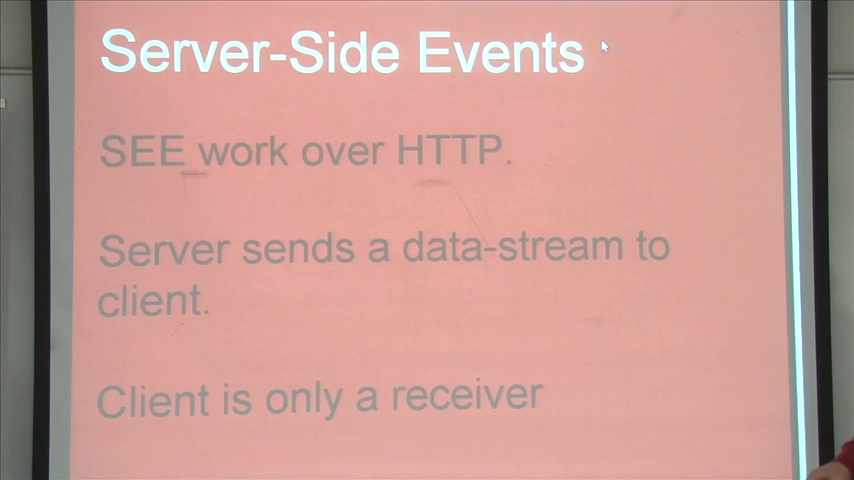 Server-Side Events
SEE work over HTTP.
Server sends a data-stream to
client.
Client is only a receiver